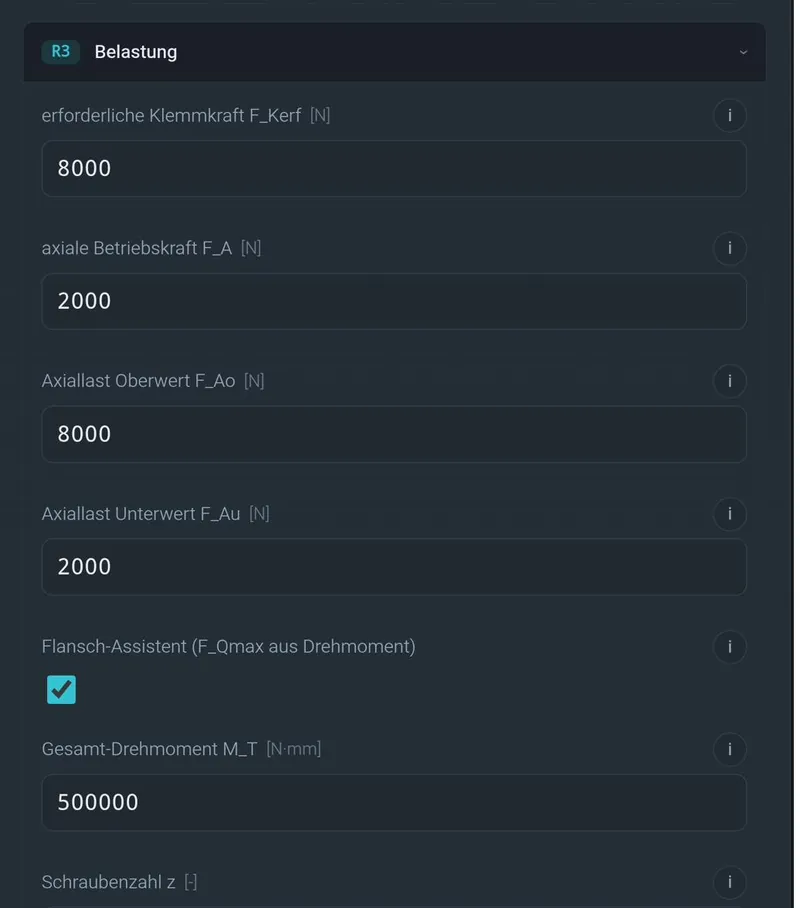 R3 Belastung
erforderliche Klemmkraft F_Kerf [N] i
8000
axiale Betriebskraft F_A [N] i
2000
Axiallast Oberwert F_Ao [N] i
8000
Axiallast Unterwert F_Au [N] i
2000
Flansch-Assistent (F_Qmax aus Drehmoment) i
Gesamt-Drehmoment M_T [N·mm] i
500000
Schraubenzahl z [-] i